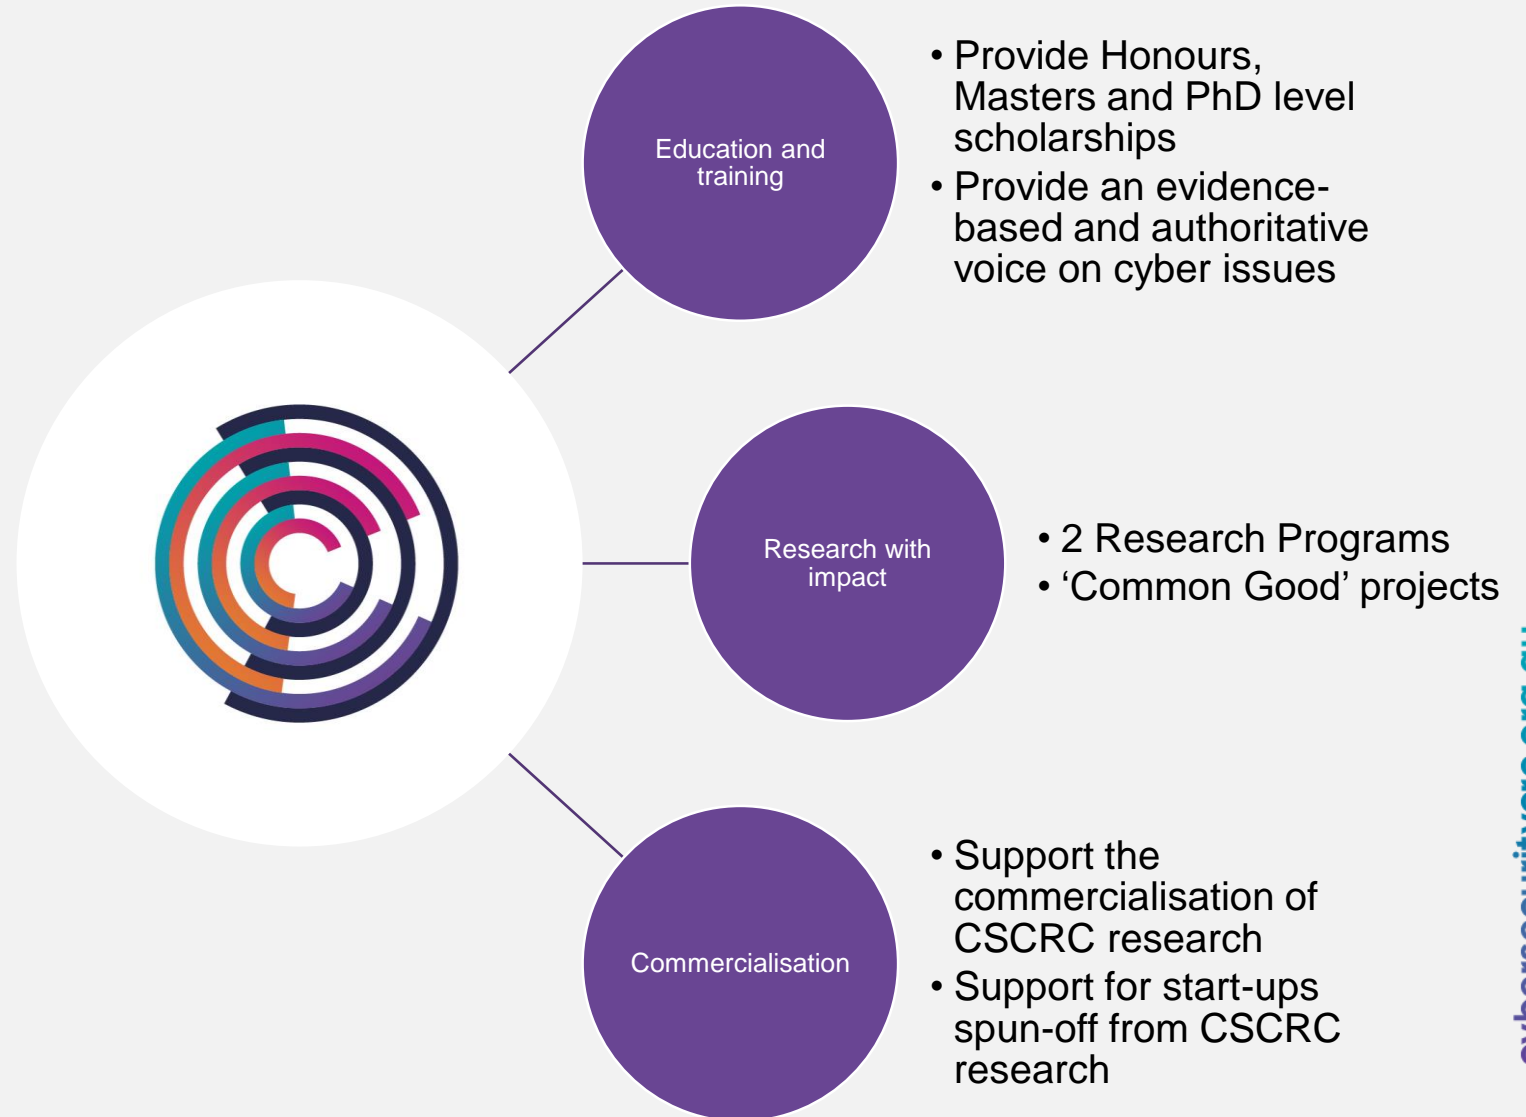 Education and
training
• Provide Honours,
Masters and PhD level
scholarships
• Provide an evidence-
based and authoritative
voice on cyber issues
Research with
impact
• 2 Research Programs
• ‘Common Good’ projects
Commercialisation
• Support the
commercialisation of
CSCRC research
• Support for start-ups
spun-off from CSCRC
research